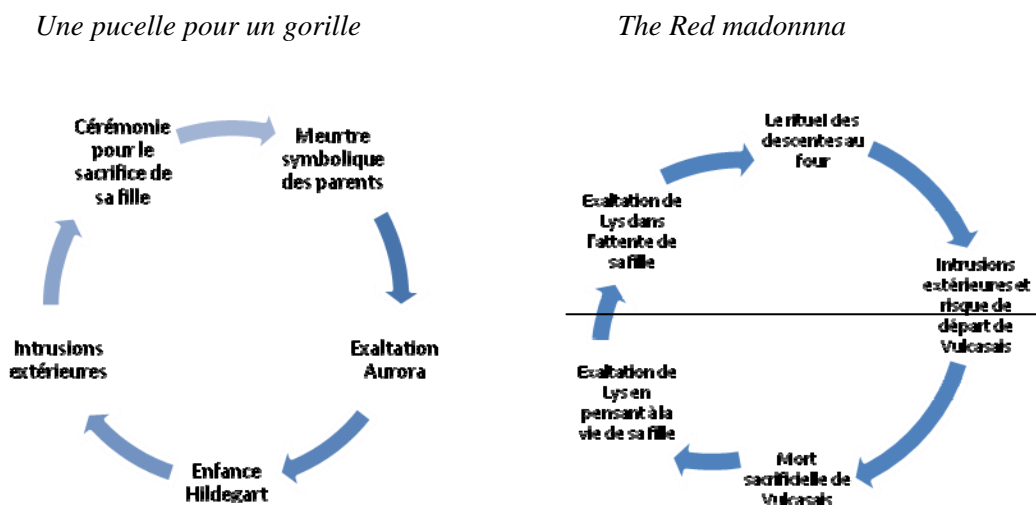 Une pucelle pour un gorille
The Red madonnna
Cérémonie
pour le
sacrifice de
sa fille
Meurtre
symbolique
des parents
Exaltation
Aurora
Enfance
Hildegart
Intrusions
extérieures
Le rituel des
descentes au
four
Intrusions
extérieures et
risque de
départ de
Vulcasais
Mort
sacrificielle de
Vulcasais
Exaltation de
Lys en
pensant à la
vie de sa fille
Exaltation de
Lys dans
l'attente de
sa fille